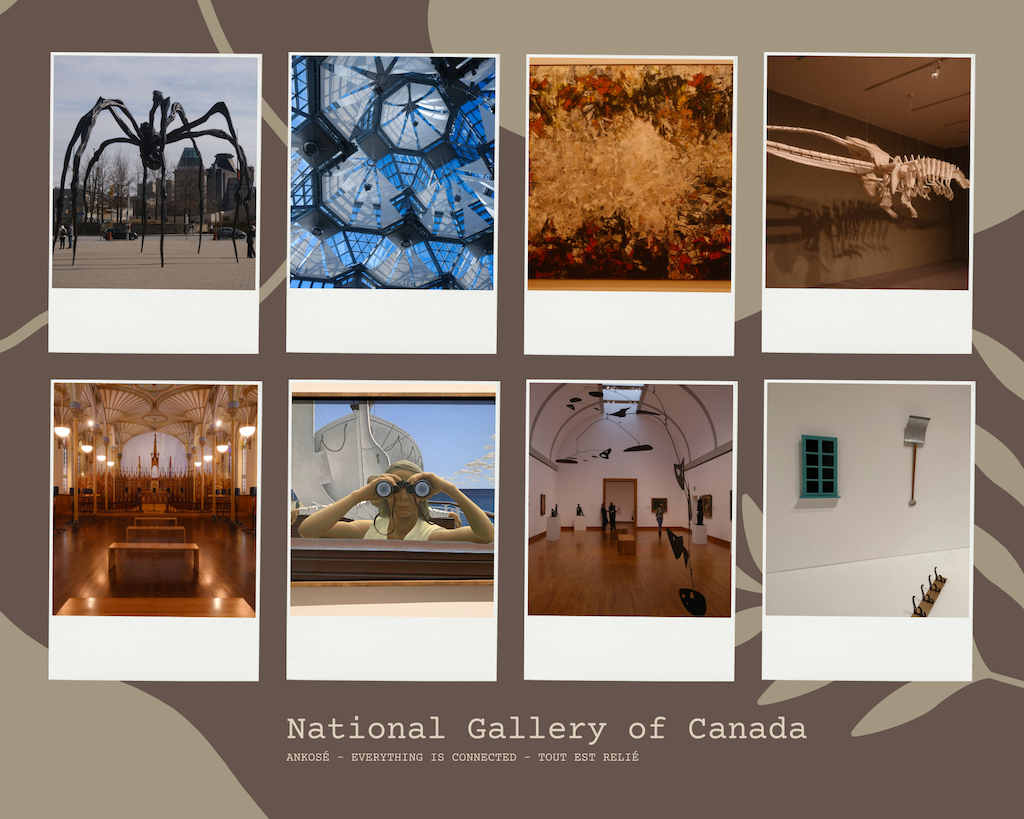 National Gallery of Canada
ANKOSÉ – EVERYTHING IS CONNECTED – TOUT EST RELIÉ